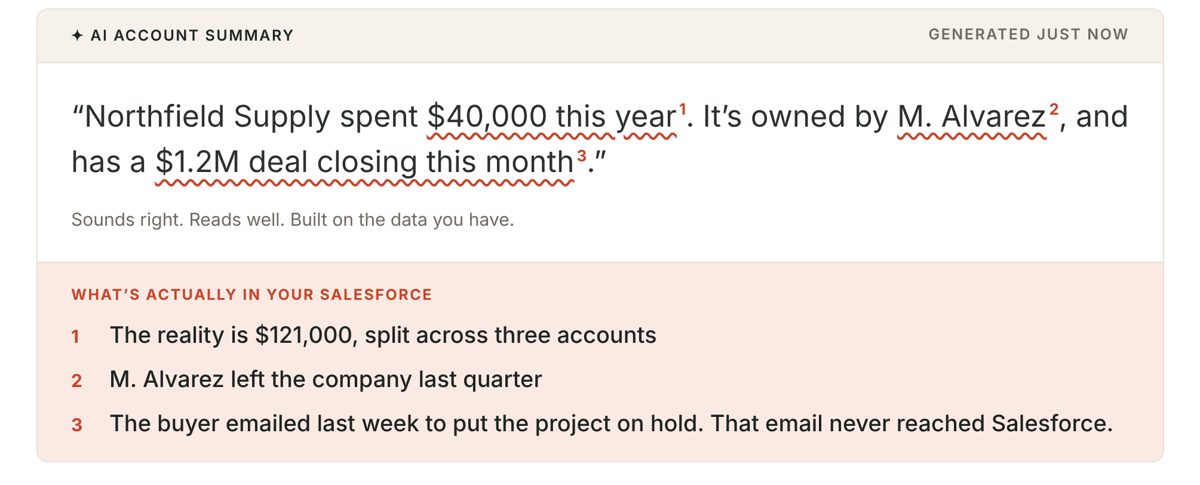 ✦ AI ACCOUNT SUMMARY
GENERATED JUST NOW
“Northfield Supply spent $40,000 this year¹. It’s owned by M. Alvarez², and
has a $1.2M deal closing this month³.”
Sounds right. Reads well. Built on the data you have.
WHAT’S ACTUALLY IN YOUR SALESFORCE
1 The reality is $121,000, split across three accounts
2 M. Alvarez left the company last quarter
3 The buyer emailed last week to put the project on hold. That email never reached Salesforce.